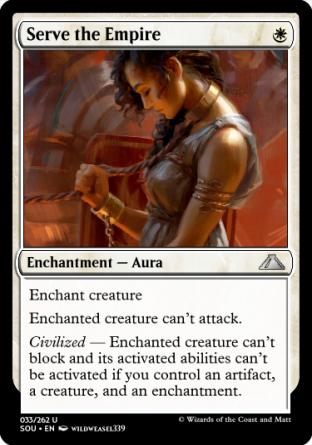 Serve the Empire
Enchantment — Aura
Enchant creature
Enchanted creature can't attack.
Civilized — Enchanted creature can't
block and its activated abilities can't
be activated if you control an artifact,
a creature, and an enchantment.
033/262 U
SOU • EN WILDWEASEL339
© Wizards of the Coast and Matt